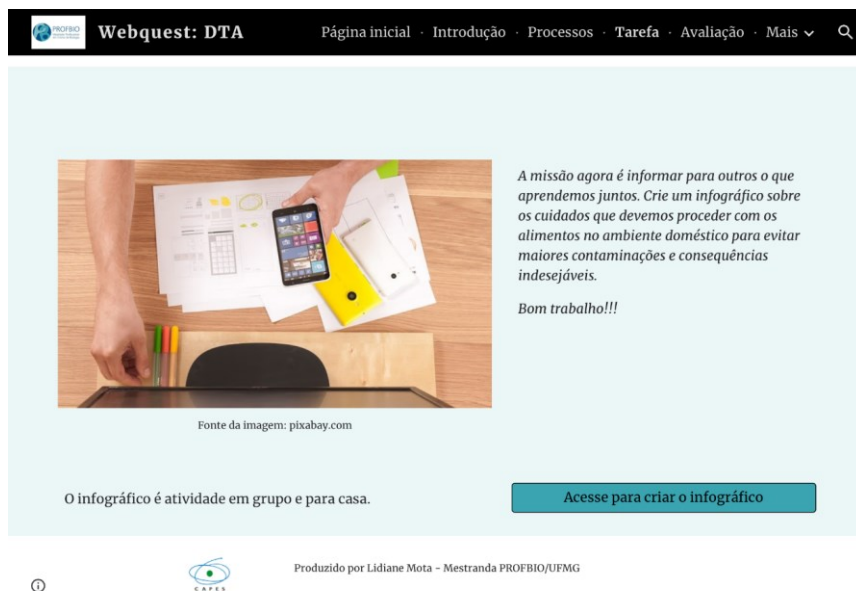 PROFBIO
Webquest: DTA
Página inicial · Introdução · Processos · Tarefa · Avaliação · Mais
A missão agora é informar para outros o que
aprendemos juntos. Crie um infográfico sobre
os cuidados que devemos proceder com os
alimentos no ambiente doméstico para evitar
maiores contaminações e consequências
indesejáveis.
Bom trabalho!!!
Fonte da imagem: pixabay.com
O infográfico é atividade em grupo e para casa.
Acesse para criar o infográfico
Produzido por Lidiane Mota - Mestranda PROFBIO/UFMG
CAPES